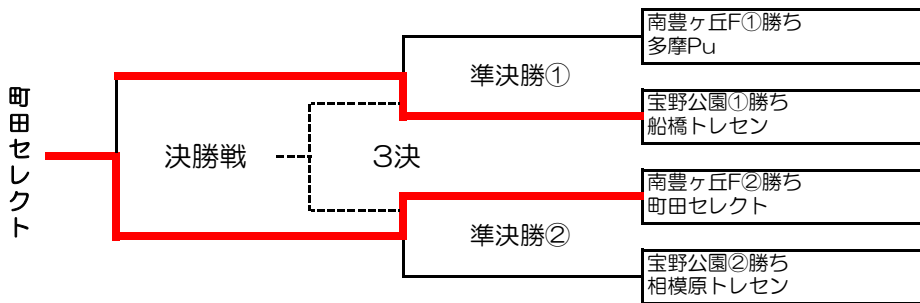 町田セレクト
決勝戦
3決
準決勝①
準決勝②
南豊ヶ丘F①勝ち
多摩Pu
宝野公園①勝ち
船橋トレセン
南豊ヶ丘F②勝ち
町田セレクト
宝野公園②勝ち
相模原トレセン